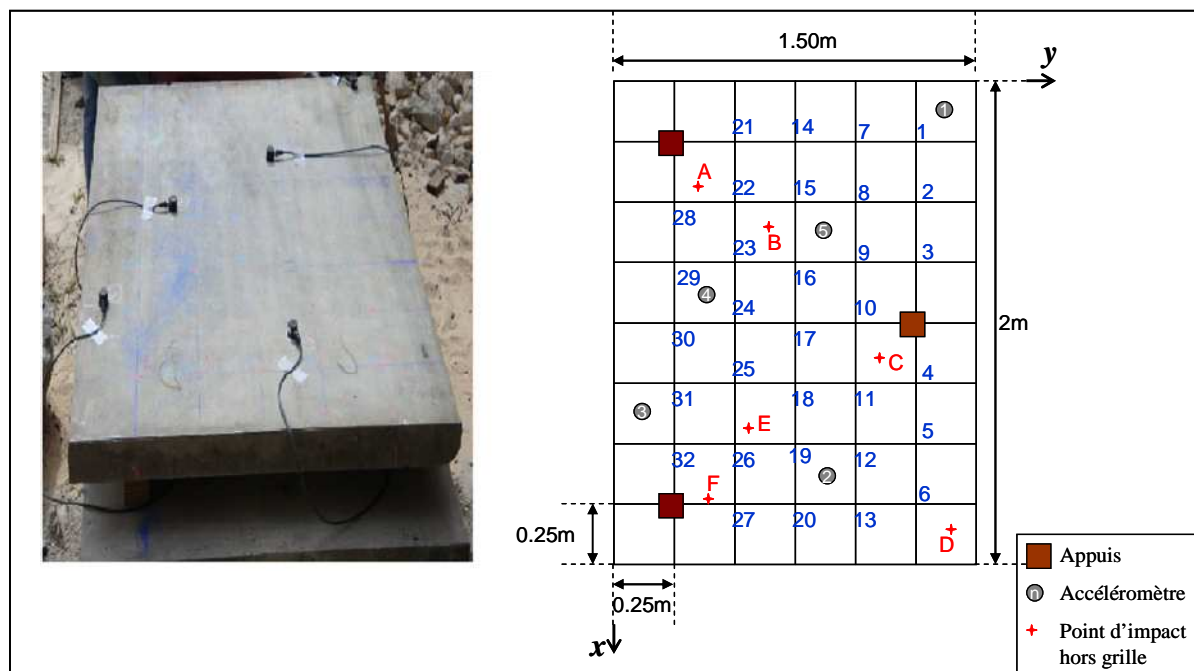 1.50m
y
1
21 14 7 1
A
22 15 8 2
28
5
B
23 9 3
29 16
4
24 10
2m
30 17
C
25 4
3
31 18 11
E
5
32 26 19 12
2
F
6
27 20 13
0.25m
D
0.25m
x
Appuis
n Accéléromètre
Point d'impact
hors grille